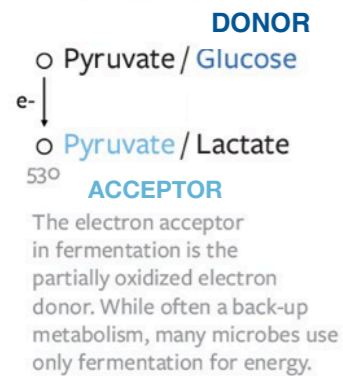 DONOR
Pyruvate / Glucose
e-
Pyruvate / Lactate
530
ACCEPTOR
The electron acceptor
in fermentation is the
partially oxidized electron
donor. While often a back-up
metabolism, many microbes use
only fermentation for energy.